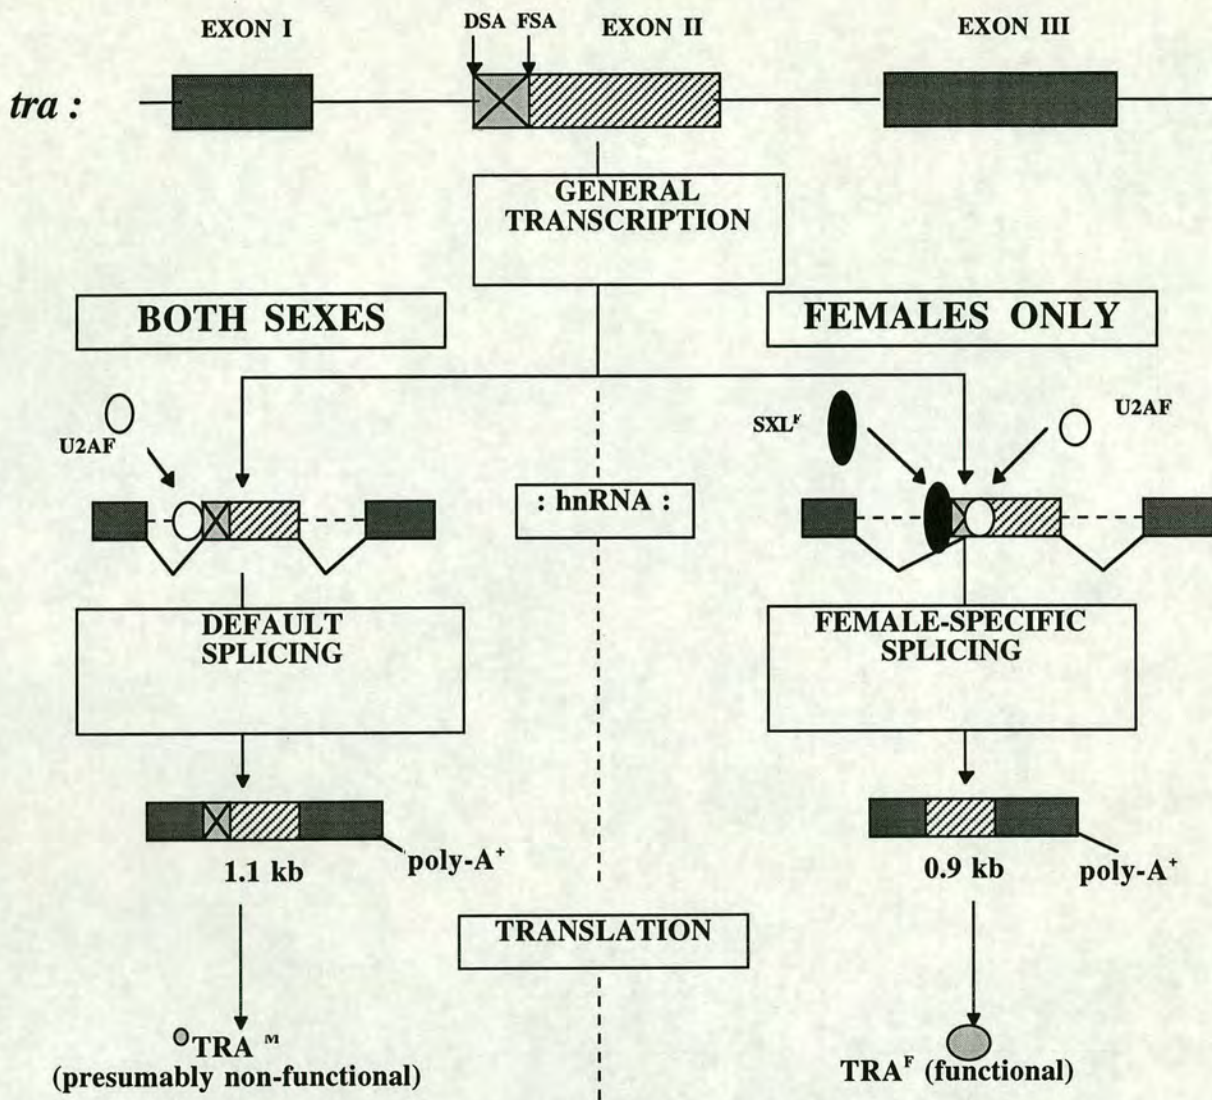 EXON I
DSA FSA
EXON II
EXON III
tra :
GENERAL
TRANSCRIPTION
BOTH SEXES
FEMALES ONLY
U2AF
SXLᶠ
U2AF
: hnRNA :
DEFAULT
SPLICING
FEMALE-SPECIFIC
SPLICING
poly-A⁺
1.1 kb
0.9 kb
poly-A⁺
TRANSLATION
TRA ᴹ
(presumably non-functional)
TRAᶠ (functional)